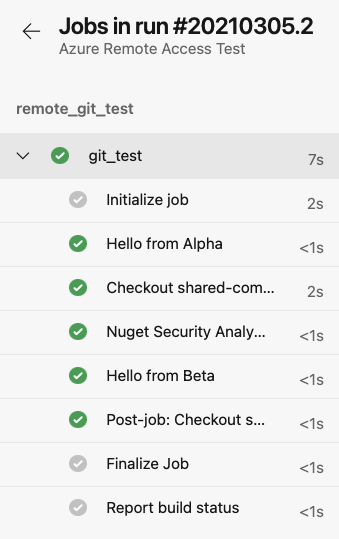 Jobs in run #20210305.2
Azure Remote Access Test
remote_git_test
git_test 7s
Initialize job 2s
Hello from Alpha <1s
Checkout shared-com... 2s
Nuget Security Analy... <1s
Hello from Beta <1s
Post-job: Checkout s... <1s
Finalize Job <1s
Report build status <1s